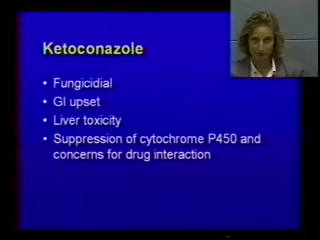 Ketoconazole
• Fungicidial
• GI upset
• Liver toxicity
• Suppression of cytochrome P450 and
concerns for drug interaction